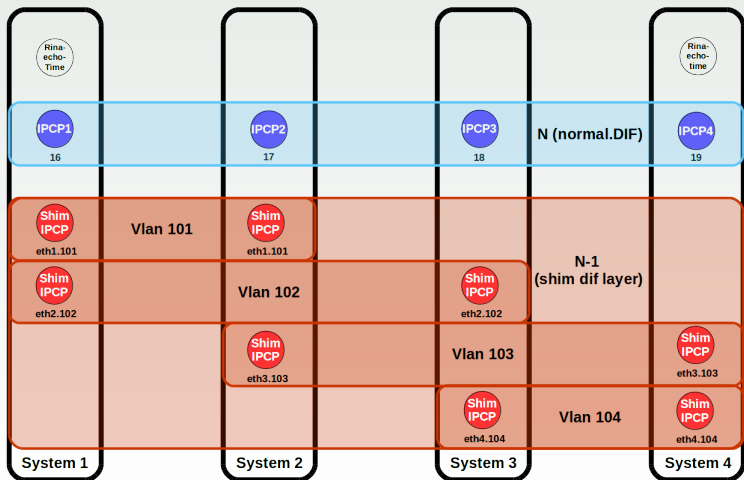 Rina-
echo-
Time
Rina-
echo-
time
IPCP1
IPCP2
IPCP3
N (normal.DIF)
IPCP4
16
17
18
19
Shim
IPCP
Vlan 101
Shim
IPCP
eth1.101
eth1.101
N-1
(shim dif layer)
Shim
IPCP
Vlan 102
Shim
IPCP
eth2.102
eth2.102
Shim
IPCP
Vlan 103
Shim
IPCP
eth3.103
eth3.103
Shim
IPCP
Vlan 104
Shim
IPCP
eth4.104
eth4.104
System 1
System 2
System 3
System 4